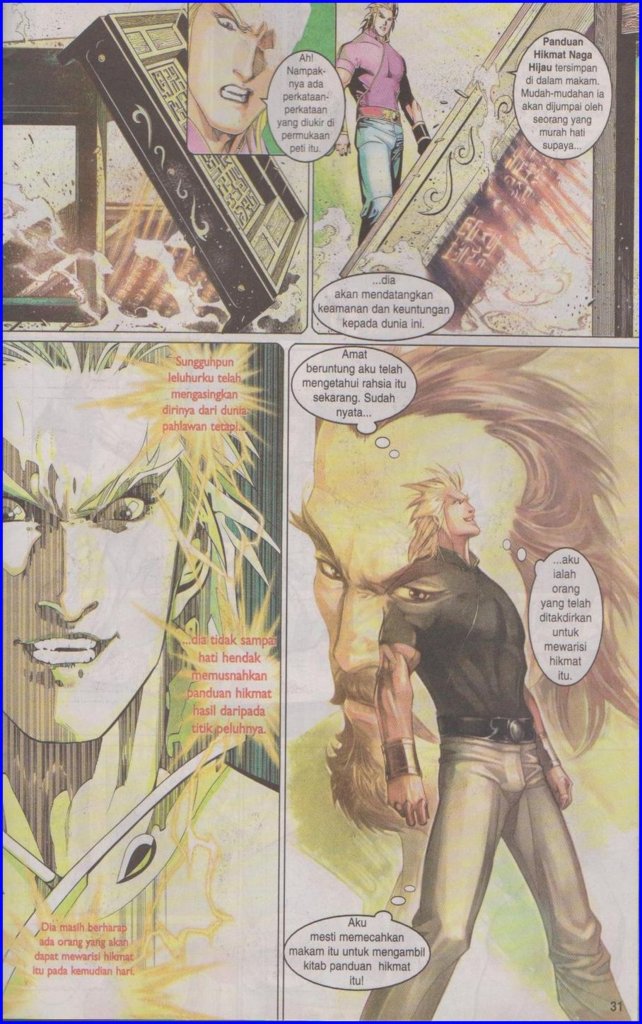 Ah!
Nampak-
nya ada
perkataan-
perkataan
yang diukir di
permukaan
peti itu.
Panduan
Hikmat Naga
Hijau tersimpan
di dalam makam.
Mudah-mudahan ia
akan dijumpai oleh
seorang yang
murah hati
supaya...
...dia
akan mendatangkan
keamanan dan keuntungan
kepada dunia ini.
Sungguhpun
leluhurku telah
mengasingkan
dirinya dari dunia
pahlawan tetapi...
...dia tidak sampai
hati hendak
memusnahkan
panduan hikmat
hasil daripada
titik peluhnya.
Dia masih berharap
ada orang yang akan
dapat mewarisi hikmat
itu pada kemudian hari.
Amat
beruntung aku telah
mengetahui rahsia itu
sekarang. Sudah
nyata...
...aku
ialah
orang
yang telah
ditakdirkan
untuk
mewarisi
hikmat
itu.
Aku
mesti memecahkan
makam itu untuk mengambil
kitab panduan hikmat
itu!
31